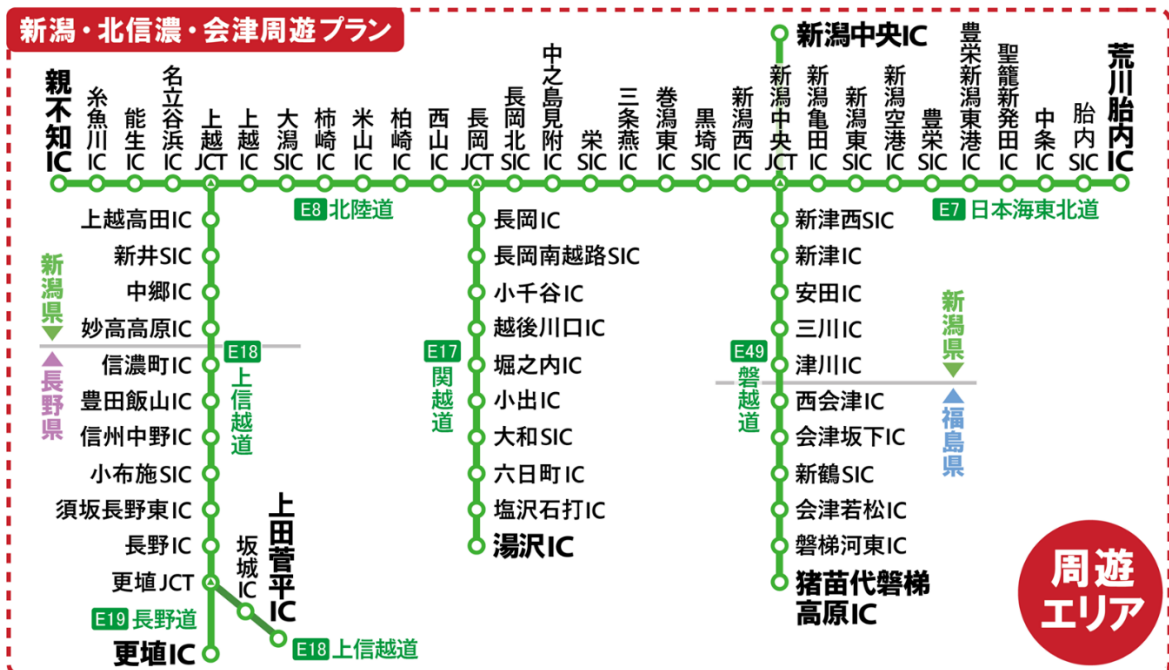 新潟・北信濃・会津周遊プラン
新潟中央IC
親不知IC
糸魚川IC
能生IC
名立谷浜IC
上越JCT
上越IC
大潟SIC
柿崎IC
米山IC
柏崎IC
西山IC
長岡JCT
長岡北SIC
中之島見附IC
栄SIC
三条燕IC
巻潟東IC
黒埼SIC
新潟西IC
新潟中央JCT
新潟亀田IC
新潟東SIC
新潟空港IC
豊栄SIC
豊栄新潟東港IC
聖籠新発田IC
中条IC
胎内SIC
荒川胎内IC
E8 北陸道
E7 日本海東北道
上越高田IC
新井SIC
中郷IC
妙高高原IC
新潟県
長野県
信濃町IC
豊田飯山IC
信州中野IC
小布施SIC
須坂長野東IC
長野IC
更埴JCT
E18 上信越道
E19 長野道
更埴IC
坂城IC
上田菅平IC
E18 上信越道
長岡IC
長岡南越路SIC
小千谷IC
越後川口IC
堀之内IC
小出IC
大和SIC
六日町IC
塩沢石打IC
湯沢IC
E17 関越道
新津西SIC
新津IC
安田IC
三川IC
津川IC
西会津IC
会津坂下IC
新鶴SIC
会津若松IC
磐梯河東IC
猪苗代磐梯
高原IC
E49 磐越道
新潟県
福島県
周遊
エリア